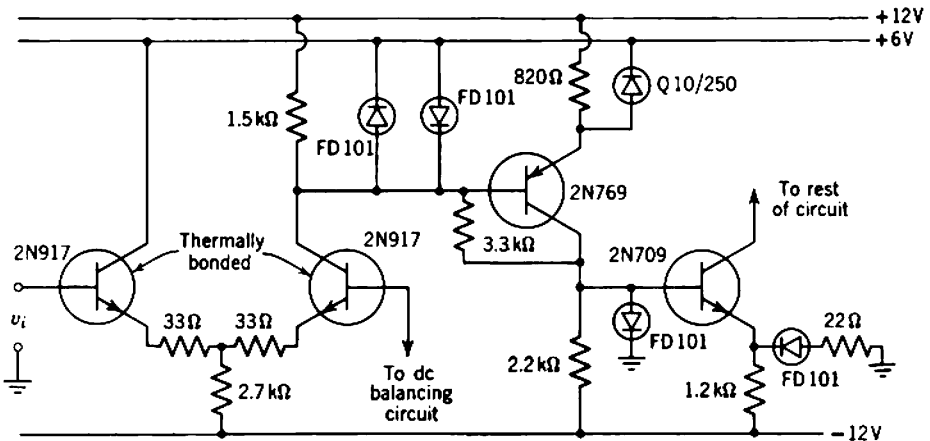 +12V
+6V
820Ω
Q10/250
FD101
1.5kΩ
FD101
2N769
To rest
of circuit
2N917
Thermally
bonded
2N917
3.3kΩ
2N709
33Ω
33Ω
22Ω
vᵢ
FD101
2.2kΩ
FD101
2.7kΩ
To dc
balancing
circuit
1.2kΩ
-12V